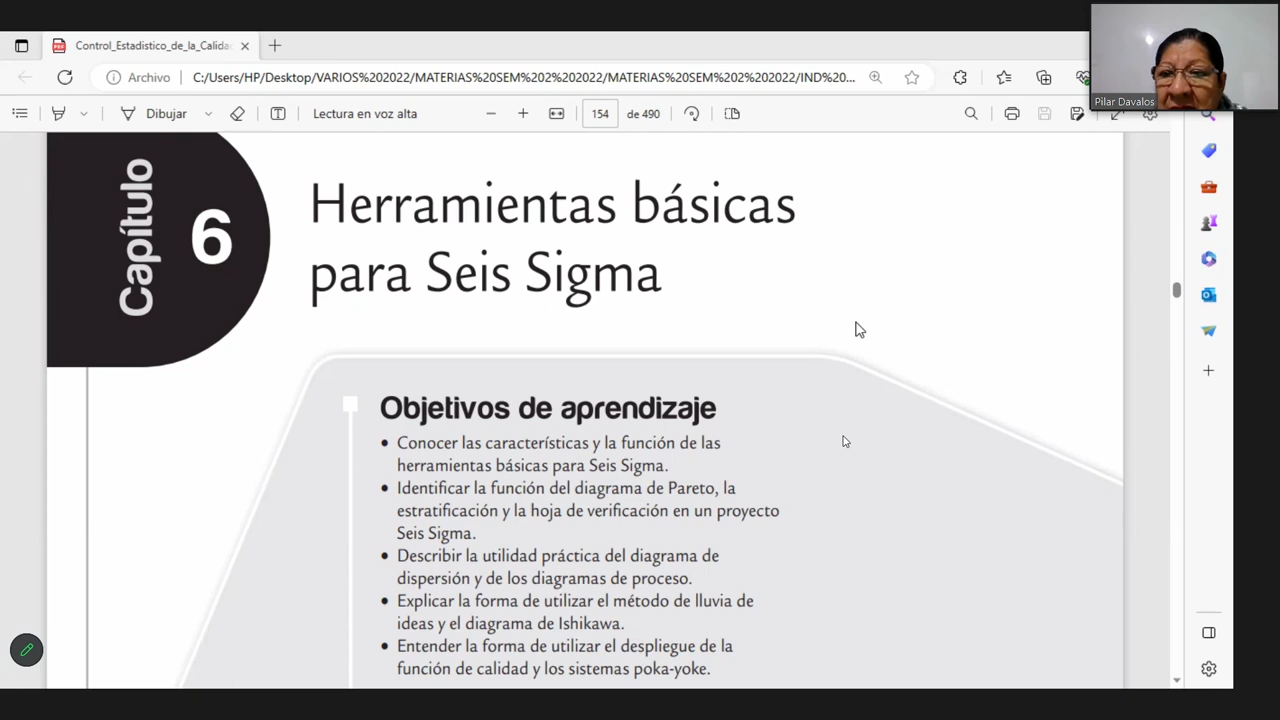 Control_Estadistico_de_la_Calida
Archivo
C:/Users/HP/Desktop/VARIOS%202022/MATERIAS%20SEM%202%202022/MATERIAS%20SEM%202%202022/IND%20...
Pilar Davalos
Dibujar
Lectura en voz alta
154
de 490
Capítulo
6
Herramientas básicas
para Seis Sigma
Objetivos de aprendizaje
• Conocer las características y la función de las
herramientas básicas para Seis Sigma.
• Identificar la función del diagrama de Pareto, la
estratificación y la hoja de verificación en un proyecto
Seis Sigma.
• Describir la utilidad práctica del diagrama de
dispersión y de los diagramas de proceso.
• Explicar la forma de utilizar el método de lluvia de
ideas y el diagrama de Ishikawa.
• Entender la forma de utilizar el despliegue de la
función de calidad y los sistemas poka-yoke.